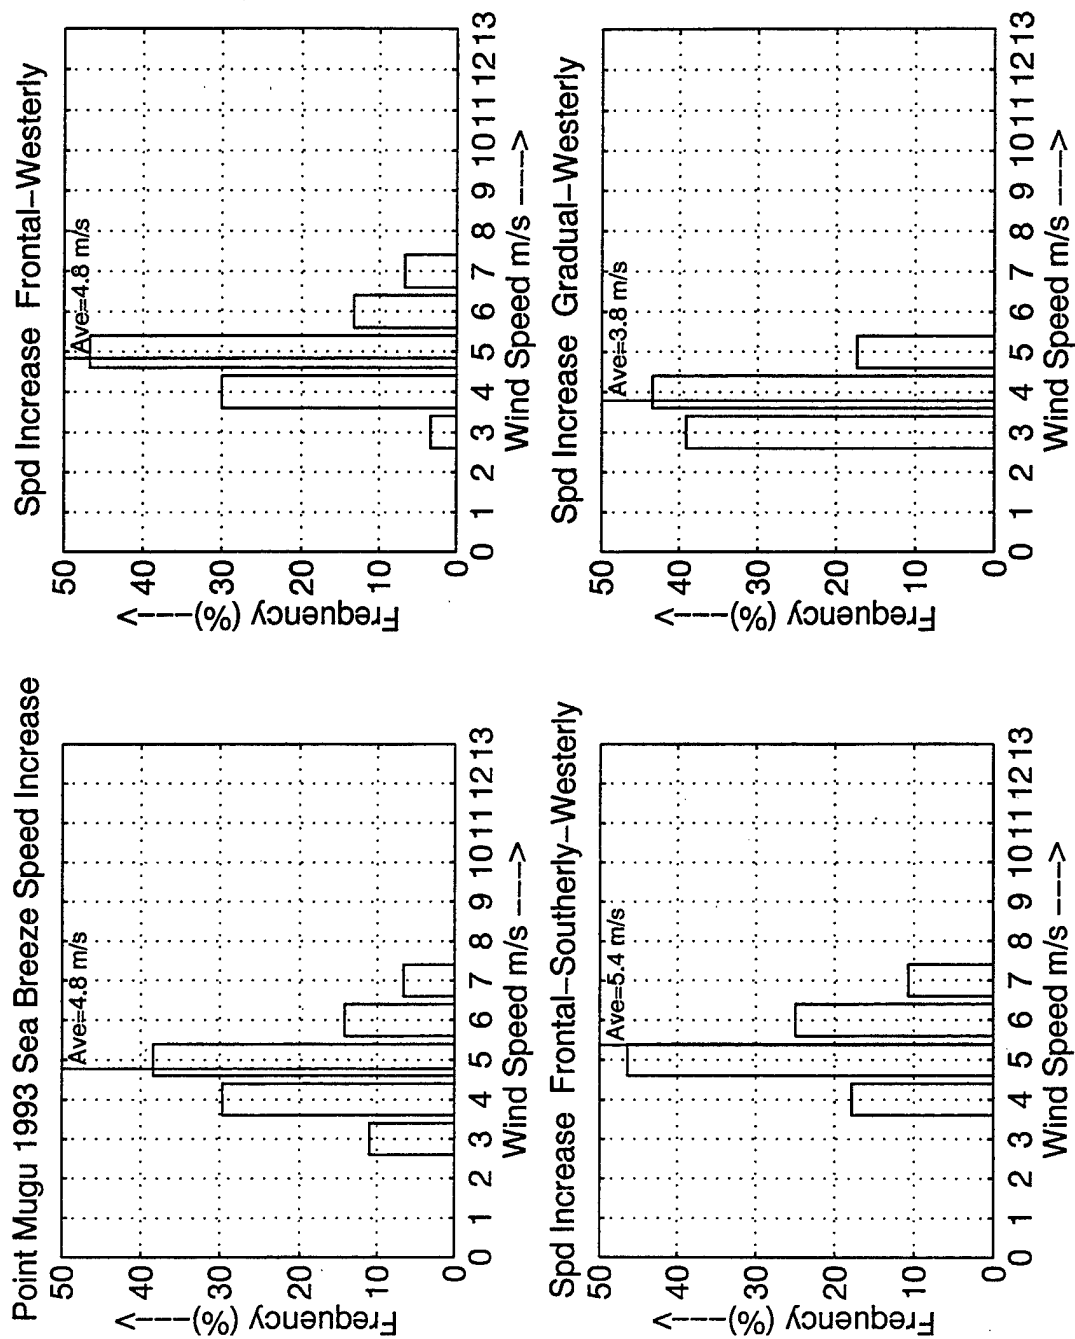 Point Mugu 1993 Sea Breeze Speed Increase
Ave=4.8 m/s
50
40
30
20
10
0
Frequency (%)--->
0 1 2 3 4 5 6 7 8 9 10 11 12 13
Wind Speed m/s ---->
Spd Increase Frontal-Westerly
Ave=4.8 m/s
50
40
30
20
10
0
Frequency (%)--->
0 1 2 3 4 5 6 7 8 9 10 11 12 13
Wind Speed m/s ---->
Spd Increase Frontal-Southerly-Westerly
Ave=5.4 m/s
50
40
30
20
10
0
Frequency (%)--->
0 1 2 3 4 5 6 7 8 9 10 11 12 13
Wind Speed m/s ---->
Spd Increase Gradual-Westerly
Ave=3.8 m/s
50
40
30
20
10
0
Frequency (%)--->
0 1 2 3 4 5 6 7 8 9 10 11 12 13
Wind Speed m/s ---->